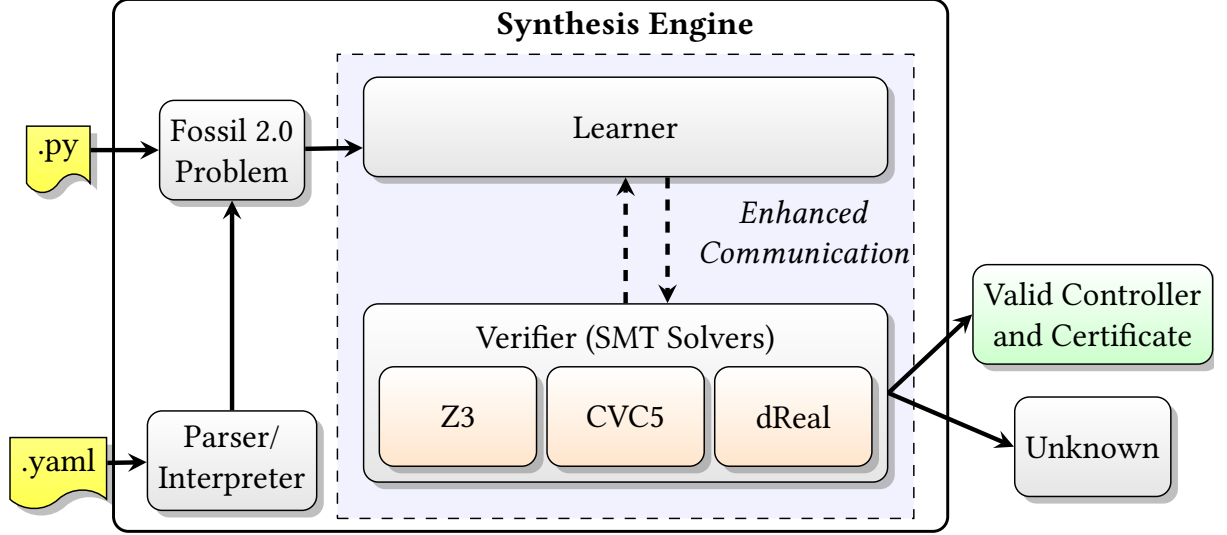 Synthesis Engine
.py
Fossil 2.0
Problem
Learner
Enhanced
Communication
Verifier (SMT Solvers)
Z3
CVC5
dReal
.yaml
Parser/
Interpreter
Valid Controller
and Certificate
Unknown